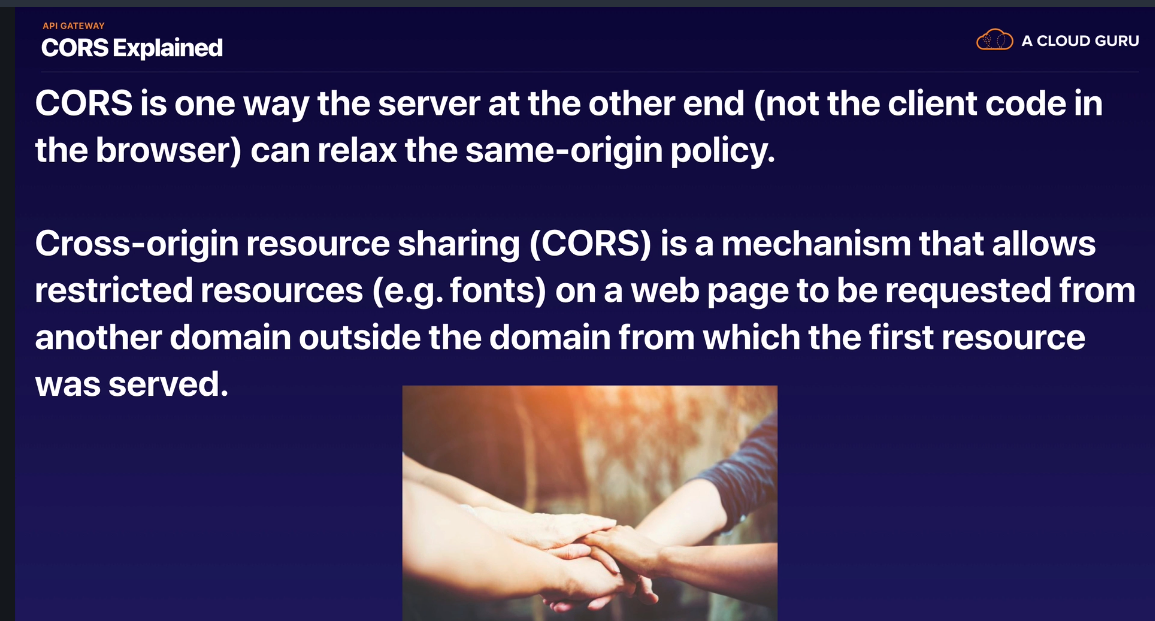 API GATEWAY
CORS Explained
A CLOUD GURU
CORS is one way the server at the other end (not the client code in
the browser) can relax the same-origin policy.
Cross-origin resource sharing (CORS) is a mechanism that allows
restricted resources (e.g. fonts) on a web page to be requested from
another domain outside the domain from which the first resource
was served.